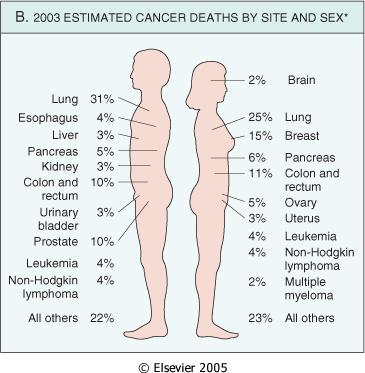 B. 2003 ESTIMATED CANCER DEATHS BY SITE AND SEX*
Lung 31%
Esophagus 4%
Liver 3%
Pancreas 5%
Kidney 3%
Colon and 10%
rectum
Urinary 3%
bladder
Prostate 10%
Leukemia 4%
Non-Hodgkin 4%
lymphoma
All others 22%
2% Brain
25% Lung
15% Breast
6% Pancreas
11% Colon and
rectum
5% Ovary
3% Uterus
4% Leukemia
4% Non-Hodgkin
lymphoma
2% Multiple
myeloma
23% All others
© Elsevier 2005